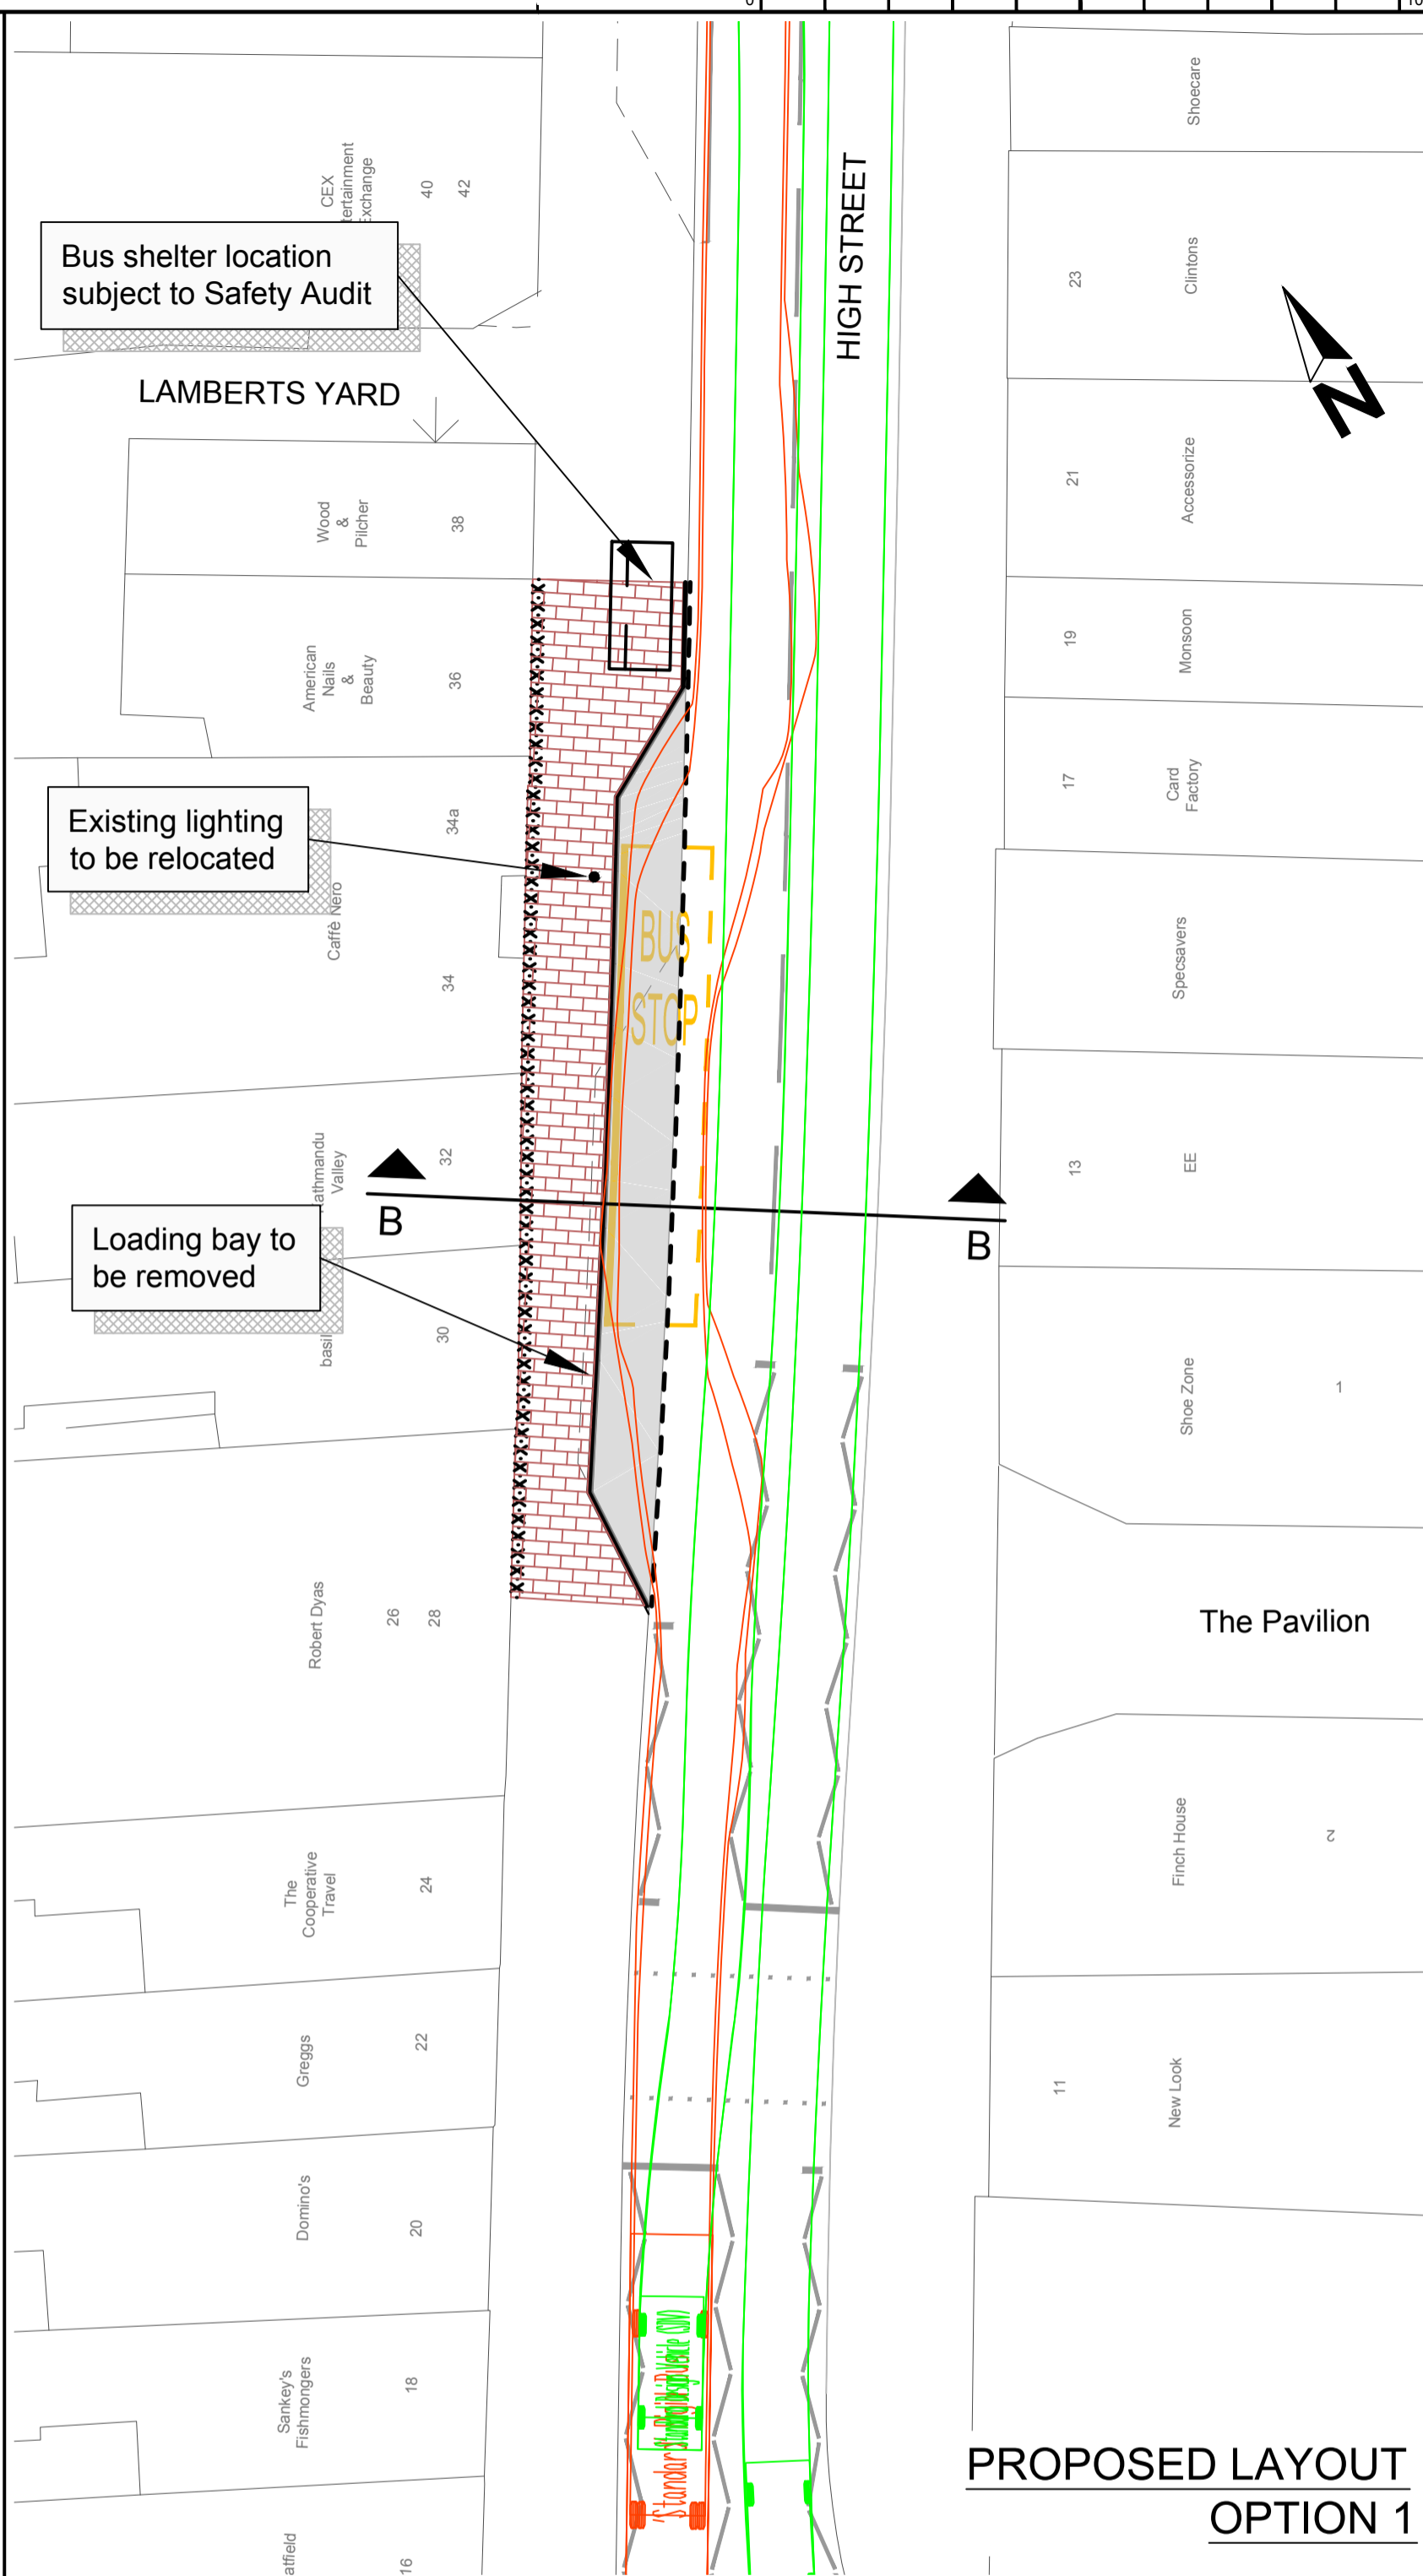 Shoecare
CEX
tertainment
Exchange
40
42
Bus shelter location
subject to Safety Audit
HIGH STREET
23
Clintons
N
LAMBERTS YARD
Wood
&
Pilcher
38
21
Accessorize
American
Nails
&
Beauty
36
19
Monsoon
17
Card
Factory
Existing lighting
to be relocated
34a
Caffè Nero
34
BUS
STOP
Specsavers
Kathmandu
Valley
32
B
B
13
EE
Loading bay to
be removed
basil
30
Shoe Zone
1
Robert Dyas
26
28
The Pavilion
Finch House
2
The
Cooperative
Travel
24
Greggs
22
11
New Look
Domino's
20
Sankey's
Fishmongers
18
atfield
16
PROPOSED LAYOUT
OPTION 1